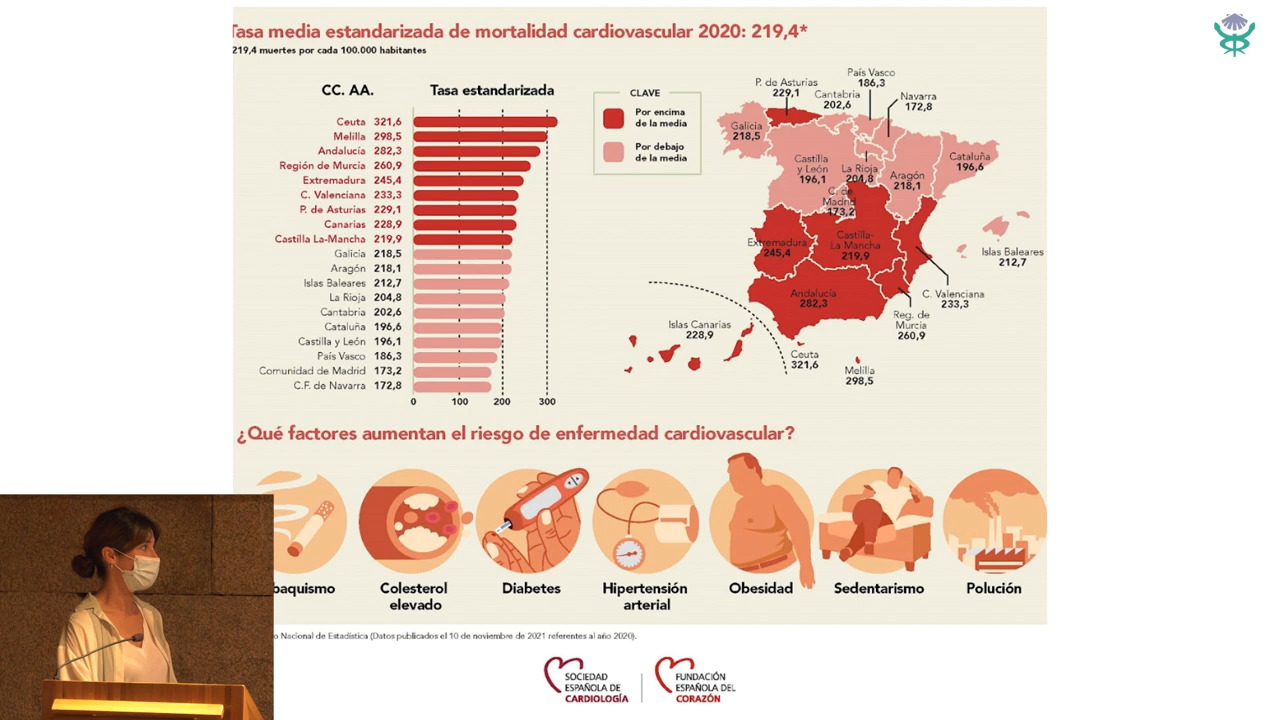 Tasa media estandarizada de mortalidad cardiovascular 2020: 219,4*
219,4 muertes por cada 100.000 habitantes
CC. AA.
Tasa estandarizada
Ceuta 321,6
Melilla 298,5
Andalucía 282,3
Región de Murcia 260,9
Extremadura 245,4
C. Valenciana 233,3
P. de Asturias 229,1
Canarias 228,9
Castilla La-Mancha 219,9
Galicia 218,5
Aragón 218,1
Islas Baleares 212,7
La Rioja 204,8
Cantabria 202,6
Cataluña 196,6
Castilla y León 196,1
País Vasco 186,3
Comunidad de Madrid 173,2
C.F. de Navarra 172,8
0 100 200 300
CLAVE
Por encima
de la media
Por debajo
de la media
País Vasco
186,3
P. de Asturias
229,1
Cantabria
202,6
Navarra
172,8
Galicia
218,5
Castilla
y León
196,1
La Rioja
204,8
Aragón
218,1
Cataluña
196,6
C. de
Madrid
173,2
Extremadura
245,4
Castilla-
La Mancha
219,9
Islas Baleares
212,7
Andalucía
282,3
C. Valenciana
233,3
Reg. de
Murcia
260,9
Islas Canarias
228,9
Ceuta
321,6
Melilla
298,5
¿Qué factores aumentan el riesgo de enfermedad cardiovascular?
baquismo
Colesterol
elevado
Diabetes
Hipertensión
arterial
Obesidad
Sedentarismo
Polución
o Nacional de Estadística (Datos publicados el 10 de noviembre de 2021 referentes al año 2020).
SOCIEDAD
ESPAÑOLA DE
CARDIOLOGÍA
FUNDACIÓN
ESPAÑOLA DEL
CORAZÓN